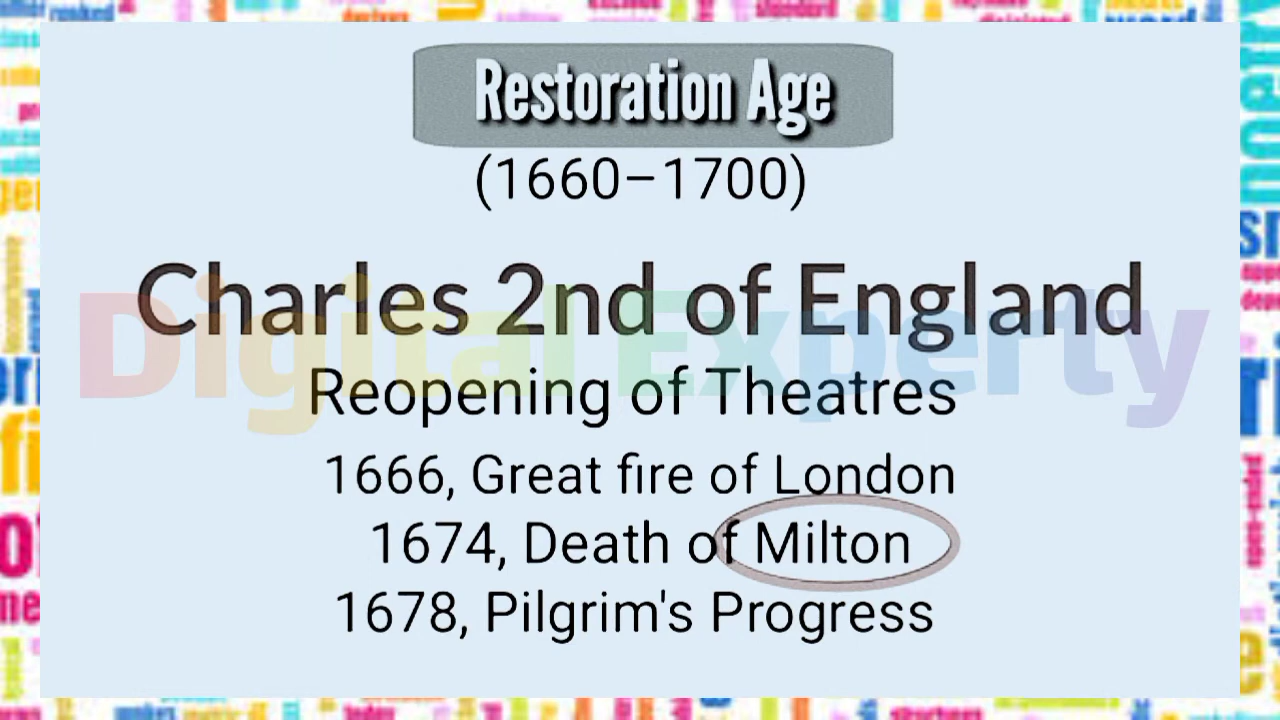 Restoration Age
(1660–1700)
Charles 2nd of England
Digital Experty
Reopening of Theatres
1666, Great fire of London
1674, Death of Milton
1678, Pilgrim's Progress